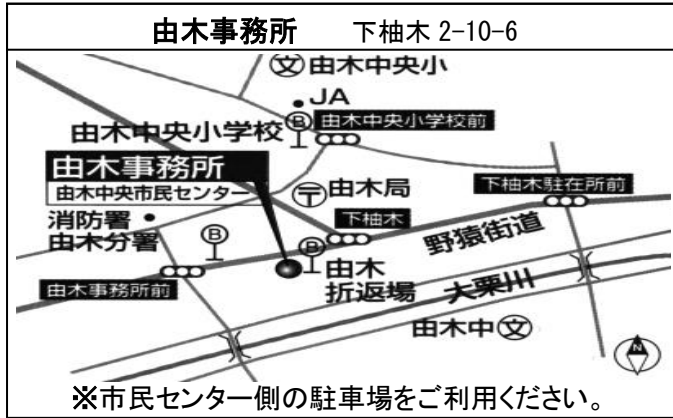 由木事務所 下柚木 2-10-6
文 由木中央小
JA
由木中央小学校 B 由木中央小学校前
由木事務所
由木中央市民センター
〒 由木局
下柚木駐在所前
消防署
由木分署
下柚木
B
B
野猿街道
由木
折返場
大栗川
由木事務所前
由木中 文
N
※市民センター側の駐車場をご利用ください。